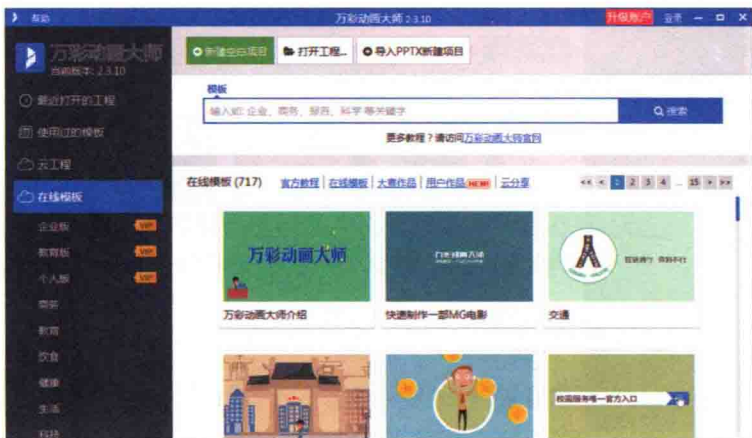 帮助
万彩动画大师 2.3.10
升级账户
登录
万彩动画大师
当前版本: 2.3.10
新建空白项目
打开工程...
导入PPTX新建项目
最近打开的工程
使用过的模板
云工程
在线模板
企业版 VIP
教育版 VIP
个人版 VIP
商务
教育
饮食
健康
生活
科技
模板
输入如: 企业、商务、服务、科学 等关键字
搜索
更多教程？请访问万彩动画大师官网
在线模板 (717) 官方教程 | 在线模板 | 大赛作品 | 用户作品 NEW! | 云分享
<< < 1 2 3 4 ... 15 > >>
万彩动画大师
万彩动画大师介绍
万彩动画大师
快速制作一部MG电影
交通
校园服务唯一官方入口